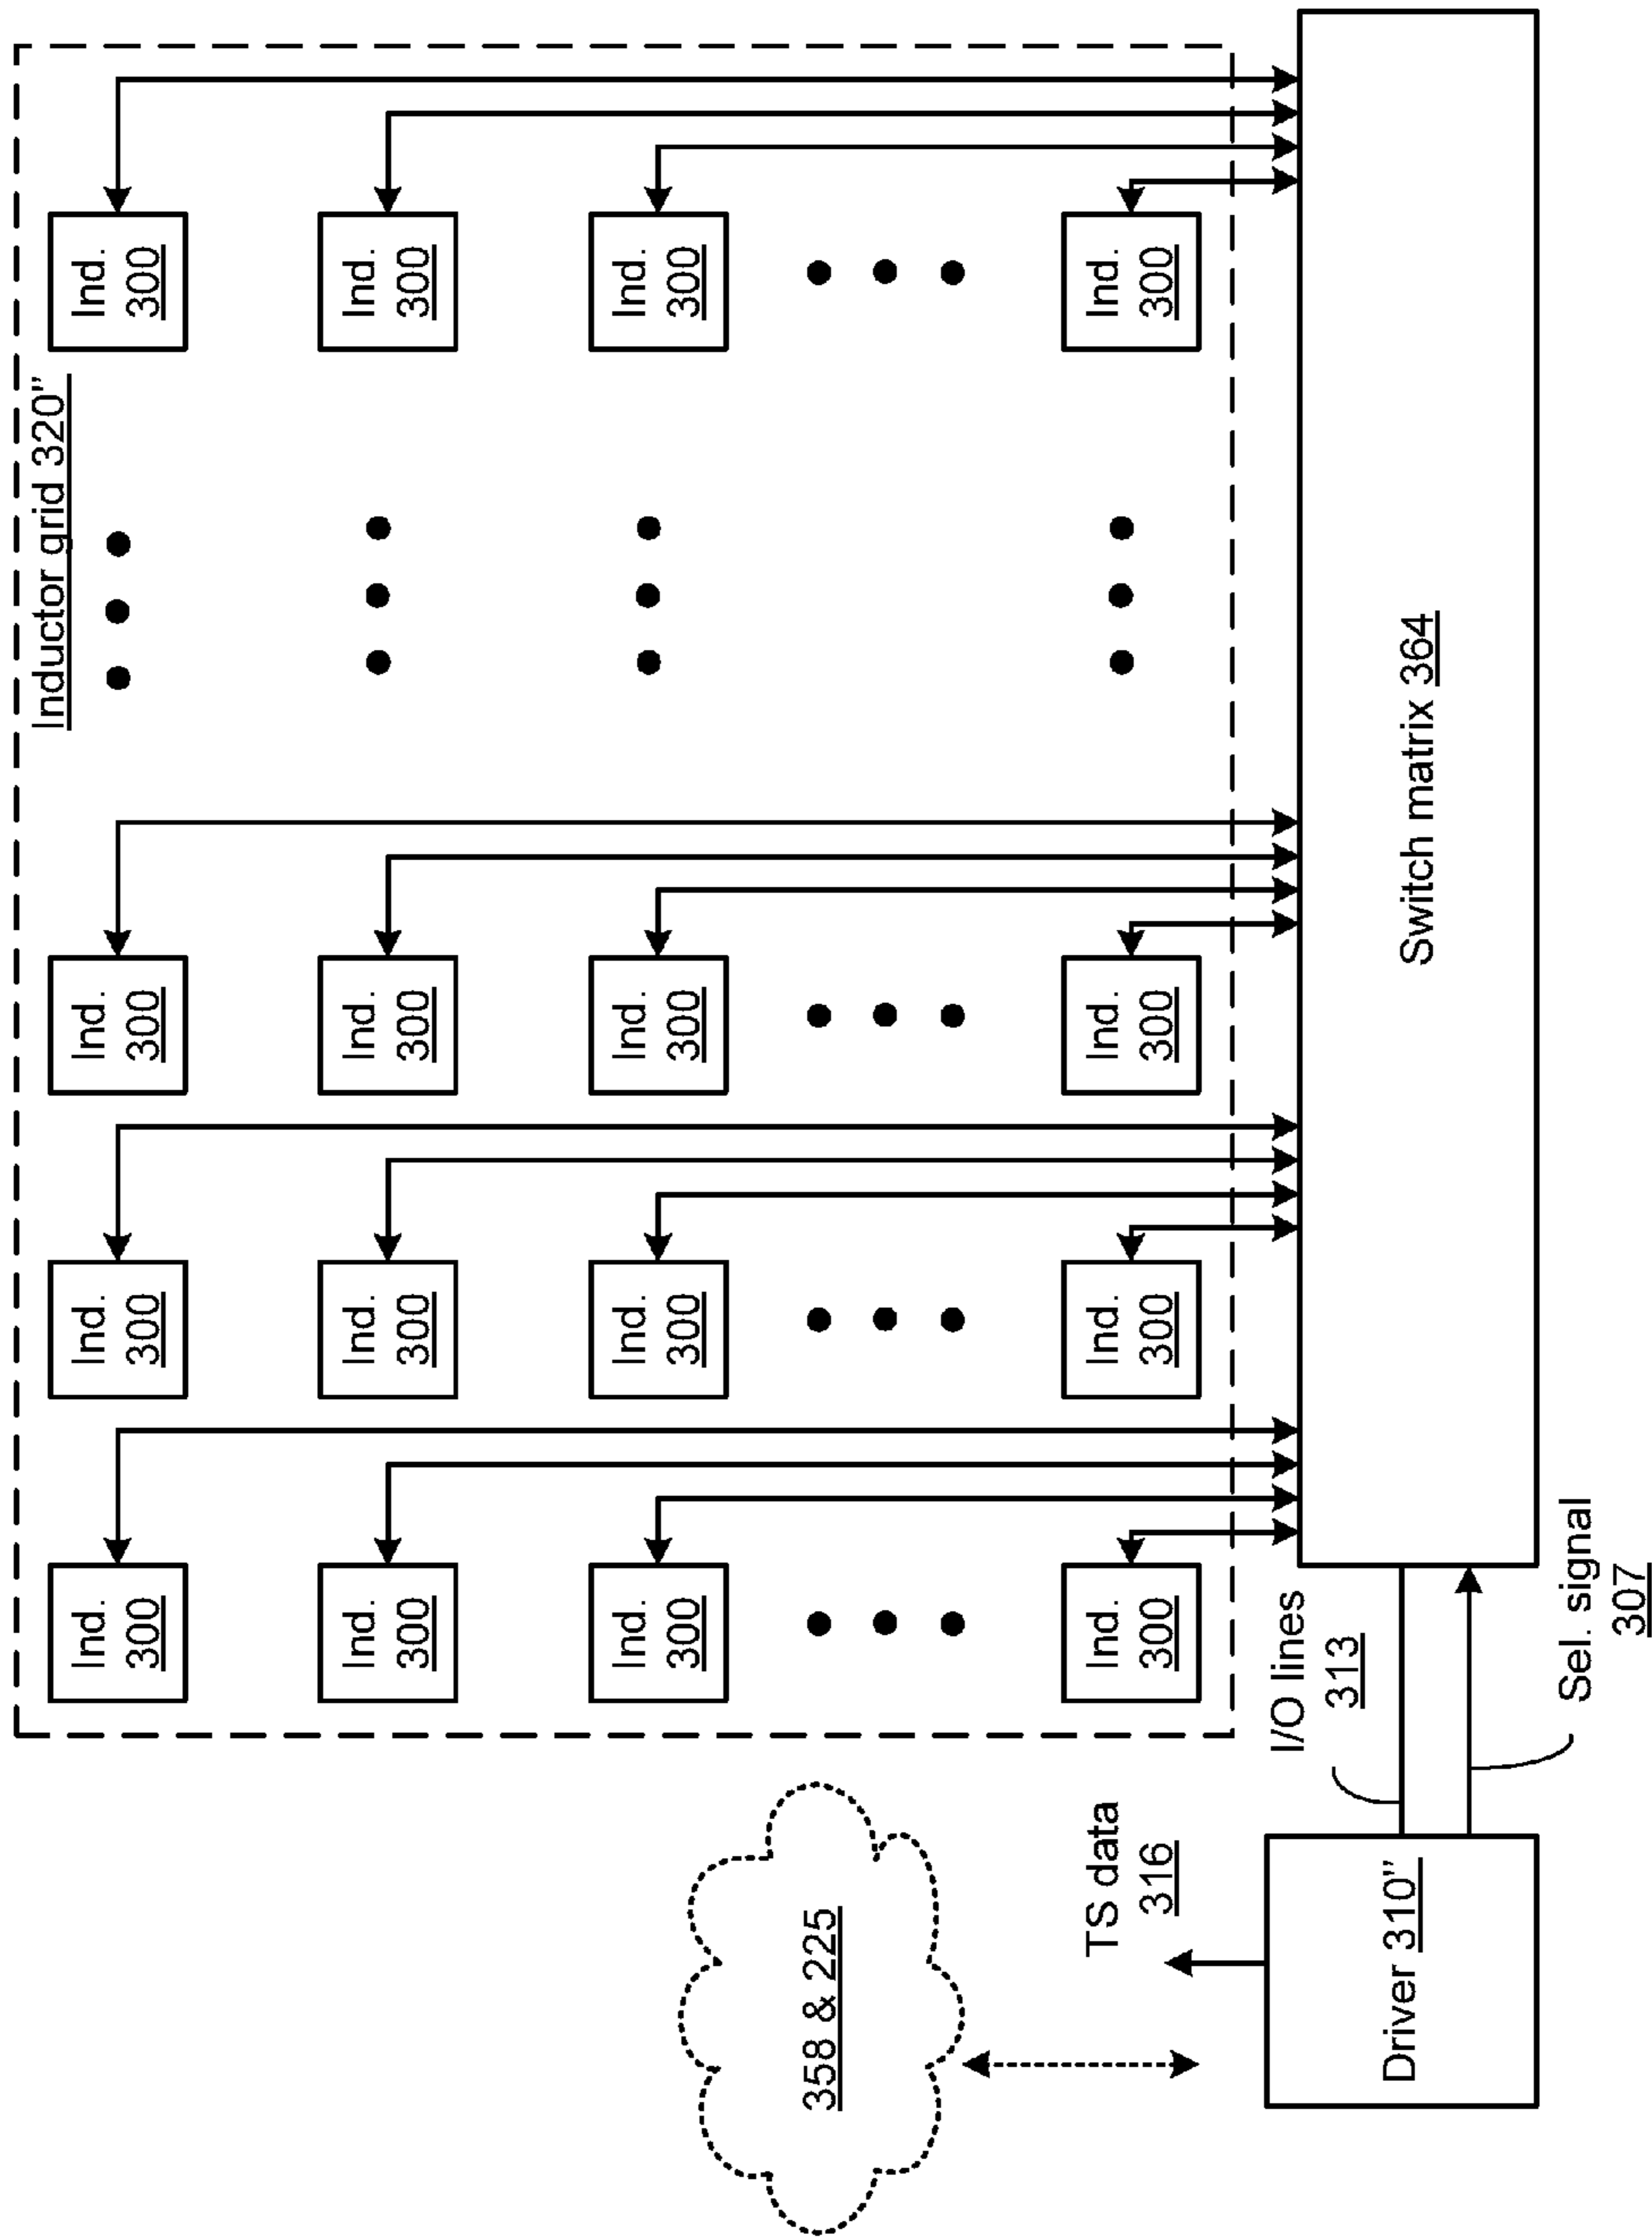 Inductor grid 320"
Ind.
300
Ind.
300
Ind.
300
Ind.
300
Ind.
300
Ind.
300
Ind.
300
Ind.
300
Ind.
300
Ind.
300
Ind.
300
Ind.
300
Ind.
300
Ind.
300
Ind.
300
Ind.
300
358 & 225
TS data
316
I/O lines
313
Driver 310"
Switch matrix 364
Sel. signal
307